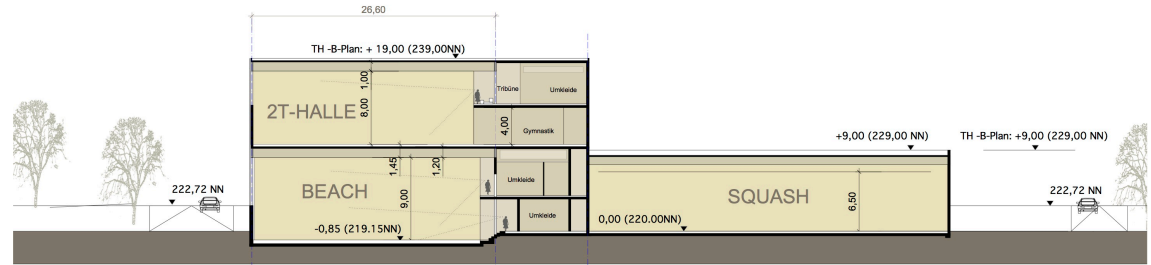 26,60
TH -B-Plan: + 19,00 (239,00NN)
1,00
Tribüne
Umkleide
2T-HALLE
8,00
4,00
Gymnastik
+9,00 (229,00 NN)
TH -B-Plan: +9,00 (229,00 NN)
1,45
1,20
BEACH
9,00
Umkleide
222,72 NN
SQUASH
6,50
222,72 NN
Umkleide
0,00 (220.00NN)
-0,85 (219.15NN)